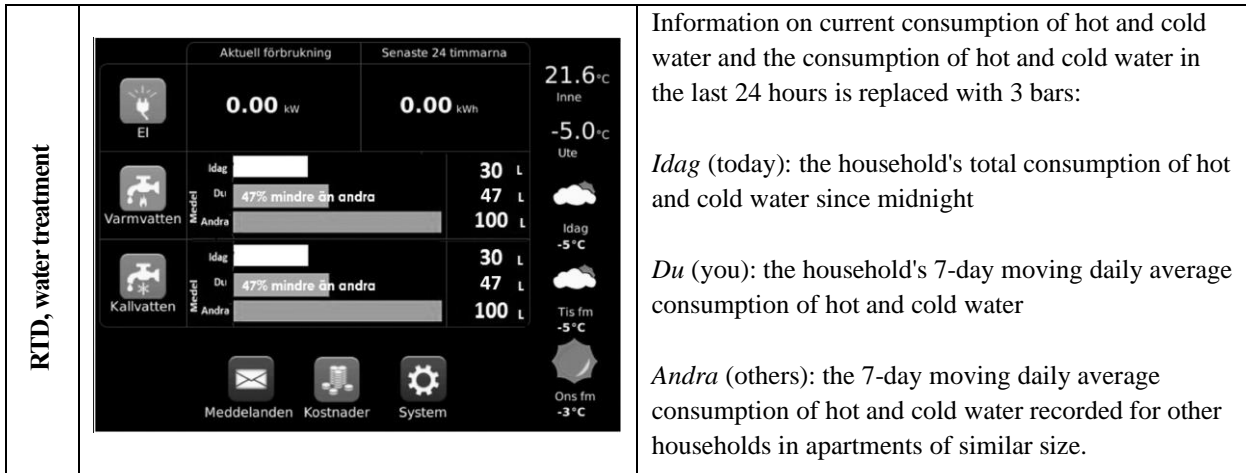 RTD, water treatment
Aktuell förbrukning Senaste 24 timmarna
0.00 kW 0.00 kWh
El
21.6°C
Inne
-5.0°C
Ute
Idag 30 L
Medel
Du 47% mindre än andra 47 L
Andra 100 L
Varmvatten
Idag 30 L
Medel
Du 47% mindre än andra 47 L
Andra 100 L
Kallvatten
Idag
-5°C
Tis fm
-5°C
Ons fm
-3°C
Meddelanden Kostnader System
Information on current consumption of hot and cold
water and the consumption of hot and cold water in
the last 24 hours is replaced with 3 bars:
Idag (today): the household's total consumption of hot
and cold water since midnight
Du (you): the household's 7-day moving daily average
consumption of hot and cold water
Andra (others): the 7-day moving daily average
consumption of hot and cold water recorded for other
households in apartments of similar size.